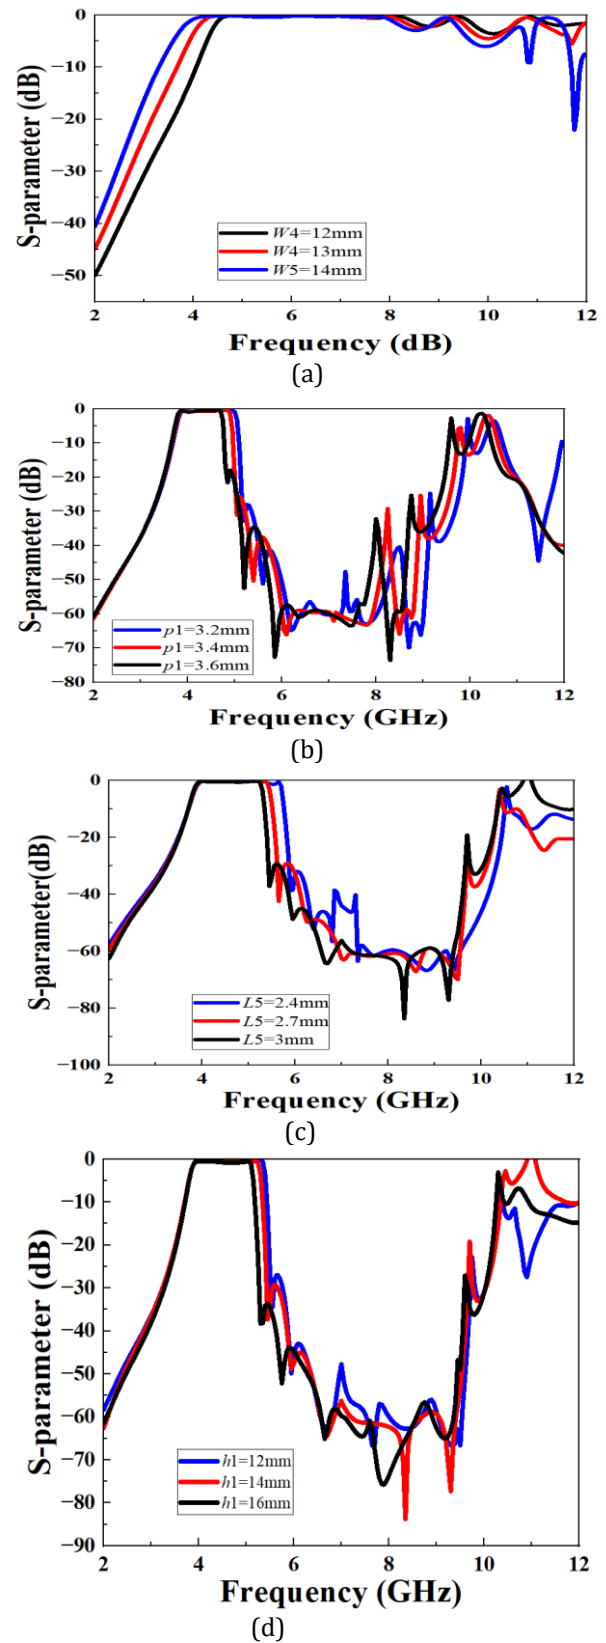 0
−10
−20
−30
−40
−50
S-parameter (dB)
W4=12mm
W4=13mm
W5=14mm
2 4 6 8 10 12
Frequency (dB)
(a)
0
−10
−20
−30
−40
−50
−60
−70
−80
S-parameter (dB)
p1=3.2mm
p1=3.4mm
p1=3.6mm
2 4 6 8 10 12
Frequency (GHz)
(b)
0
−20
−40
−60
−80
−100
S-parameter(dB)
L5=2.4mm
L5=2.7mm
L5=3mm
2 4 6 8 10 12
Frequency (GHz)
(c)
0
−10
−20
−30
−40
−50
−60
−70
−80
−90
S-parameter (dB)
h1=12mm
h1=14mm
h1=16mm
2 4 6 8 10 12
Frequency (GHz)
(d)